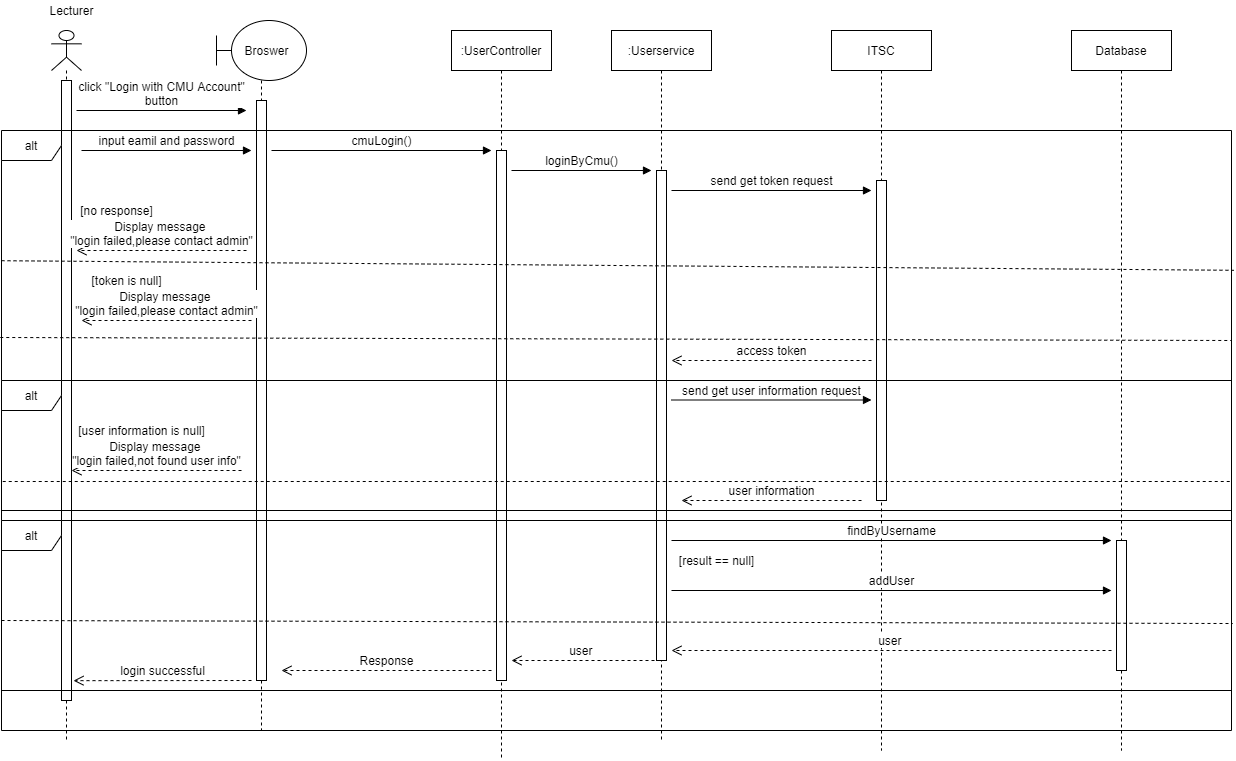 Lecturer
Broswer
:UserController
:Userservice
ITSC
Database
click "Login with CMU Account"
button
alt
input eamil and password
cmuLogin()
loginByCmu()
send get token request
[no response]
Display message
"login failed,please contact admin"
[token is null]
Display message
"login failed,please contact admin"
access token
alt
send get user information request
[user information is null]
Display message
"login failed,not found user info"
user information
alt
findByUsername
[result == null]
addUser
user
user
Response
login successful